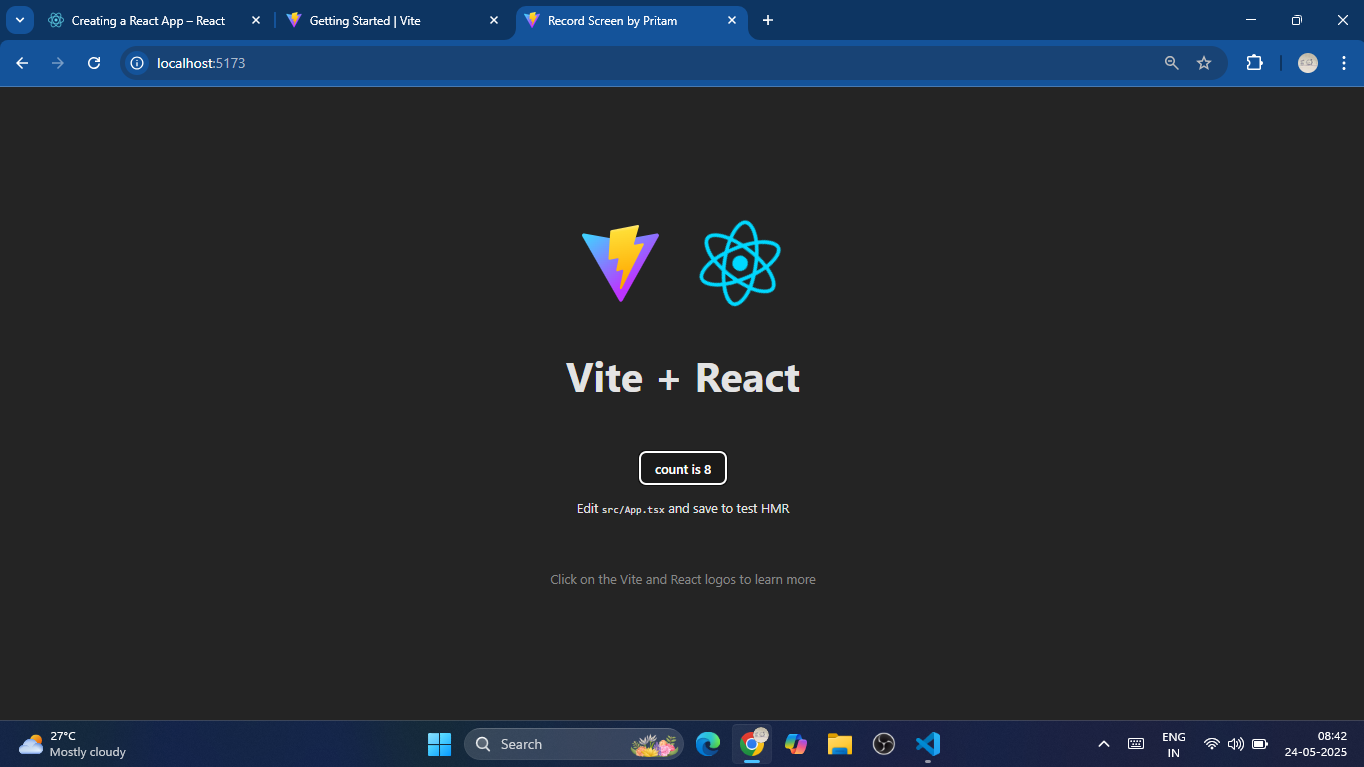 Creating a React App – React
Getting Started | Vite
Record Screen by Pritam
localhost:5173
Vite + React
count is 8
Edit src/App.tsx and save to test HMR
Click on the Vite and React logos to learn more
27°C
Mostly cloudy
Search
ENG
IN
08:42
24-05-2025